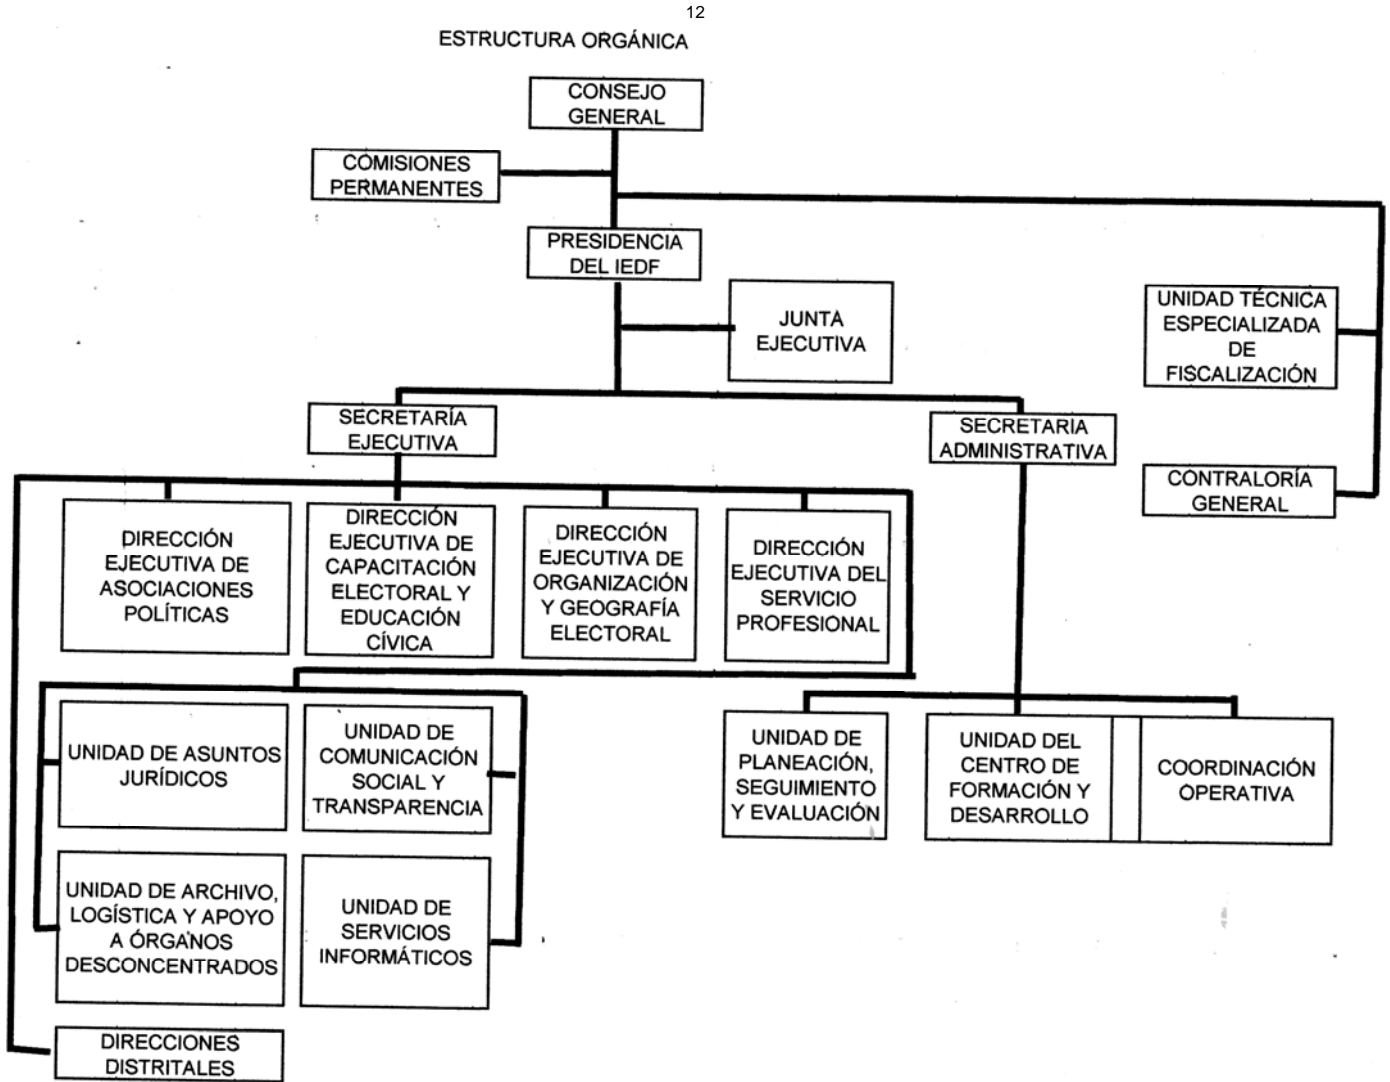 12
ESTRUCTURA ORGÁNICA
CONSEJO
GENERAL
COMISIONES
PERMANENTES
PRESIDENCIA
DEL IEDF
JUNTA
EJECUTIVA
UNIDAD TÉCNICA
ESPECIALIZADA
DE
FISCALIZACIÓN
SECRETARÍA
EJECUTIVA
SECRETARIA
ADMINISTRATIVA
CONTRALORÍA
GENERAL
DIRECCIÓN
EJECUTIVA DE
ASOCIACIONES
POLÍTICAS
DIRECCIÓN
EJECUTIVA DE
CAPACITACIÓN
ELECTORAL Y
EDUCACIÓN
CÍVICA
DIRECCIÓN
EJECUTIVA DE
ORGANIZACIÓN
Y GEOGRAFÍA
ELECTORAL
DIRECCIÓN
EJECUTIVA DEL
SERVICIO
PROFESIONAL
UNIDAD DE ASUNTOS
JURÍDICOS
UNIDAD DE
COMUNICACIÓN
SOCIAL Y
TRANSPARENCIA
UNIDAD DE
PLANEACIÓN,
SEGUIMIENTO
Y EVALUACIÓN
UNIDAD DEL
CENTRO DE
FORMACIÓN Y
DESARROLLO
COORDINACIÓN
OPERATIVA
UNIDAD DE ARCHIVO,
LOGÍSTICA Y APOYO
A ÓRGANOS
DESCONCENTRADOS
UNIDAD DE
SERVICIOS
INFORMÁTICOS
DIRECCIONES
DISTRITALES